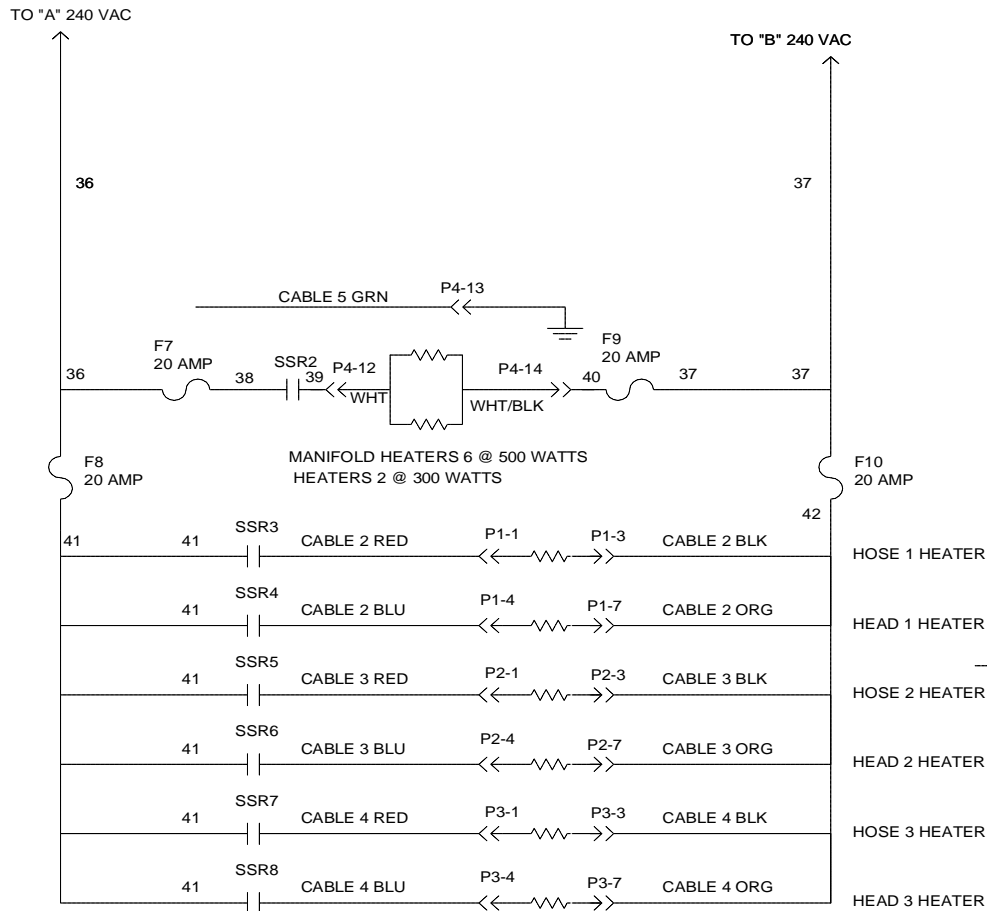 TO "A" 240 VAC
TO "B" 240 VAC
36
37
CABLE 5 GRN
P4-13
F7
20 AMP
SSR2
P4-12
P4-14
F9
20 AMP
36
38
39
WHT
WHT/BLK
40
37
37
MANIFOLD HEATERS 6 @ 500 WATTS
HEATERS 2 @ 300 WATTS
F8
20 AMP
F10
20 AMP
42
41
41
SSR3
CABLE 2 RED
P1-1
P1-3
CABLE 2 BLK
HOSE 1 HEATER
41
SSR4
CABLE 2 BLU
P1-4
P1-7
CABLE 2 ORG
HEAD 1 HEATER
41
SSR5
CABLE 3 RED
P2-1
P2-3
CABLE 3 BLK
HOSE 2 HEATER
41
SSR6
CABLE 3 BLU
P2-4
P2-7
CABLE 3 ORG
HEAD 2 HEATER
41
SSR7
CABLE 4 RED
P3-1
P3-3
CABLE 4 BLK
HOSE 3 HEATER
41
SSR8
CABLE 4 BLU
P3-4
P3-7
CABLE 4 ORG
HEAD 3 HEATER